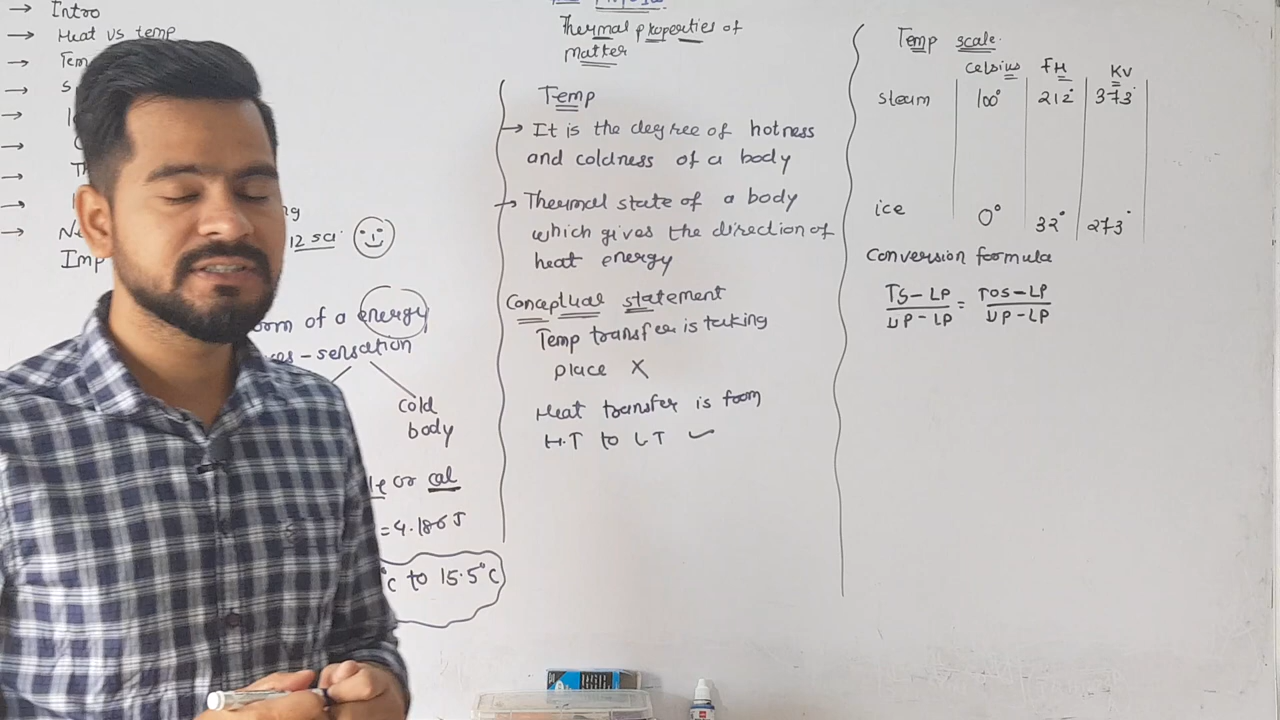 → Intro
→ Heat vs temp
→ Tem
→ S
→
→
→ Th
→
→ Ne
Imp
ng
12 sci.
orm of a energy
ces-sensation
cold
body
le or cal
= 4.186 J
°c to 15.5°c
Thermal properties of
matter
Temp
→ It is the degree of hotness
and coldness of a body
→ Thermal state of a body
which gives the direction of
heat energy
Conceptual statement
Temp transfer is taking
place X
Heat transfer is from
H.T to LT ✓
Temp scale.
Celsius FH Kv
steam 100° 212° 373°
ice 0° 32° 273°
Conversion formula
TS-LP/UP-LP = TOS-LP/UP-LP